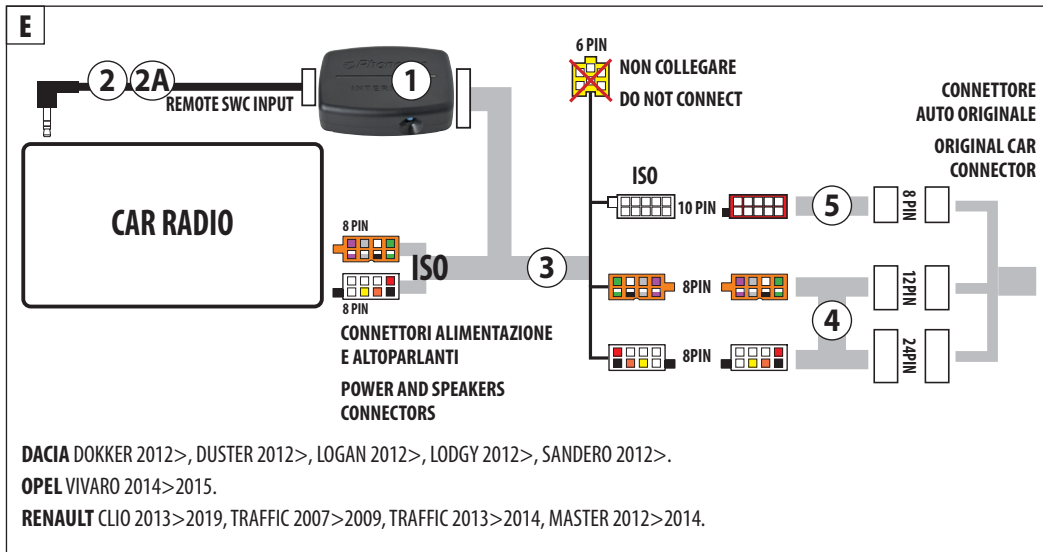 E
6 PIN
NON COLLEGARE
DO NOT CONNECT
CONNETTORE
AUTO ORIGINALE
ORIGINAL CAR
CONNECTOR
2
2A
REMOTE SWC INPUT
1
CAR RADIO
8 PIN
ISO
8 PIN
CONNETTORI ALIMENTAZIONE
E ALTOPARLANTI
POWER AND SPEAKERS
CONNECTORS
3
ISO
10 PIN
5
8 PIN
8PIN
4
12PIN
8PIN
24PIN
DACIA DOKKER 2012>, DUSTER 2012>, LOGAN 2012>, LODGY 2012>, SANDERO 2012>.
OPEL VIVARO 2014>2015.
RENAULT CLIO 2013>2019, TRAFFIC 2007>2009, TRAFFIC 2013>2014, MASTER 2012>2014.